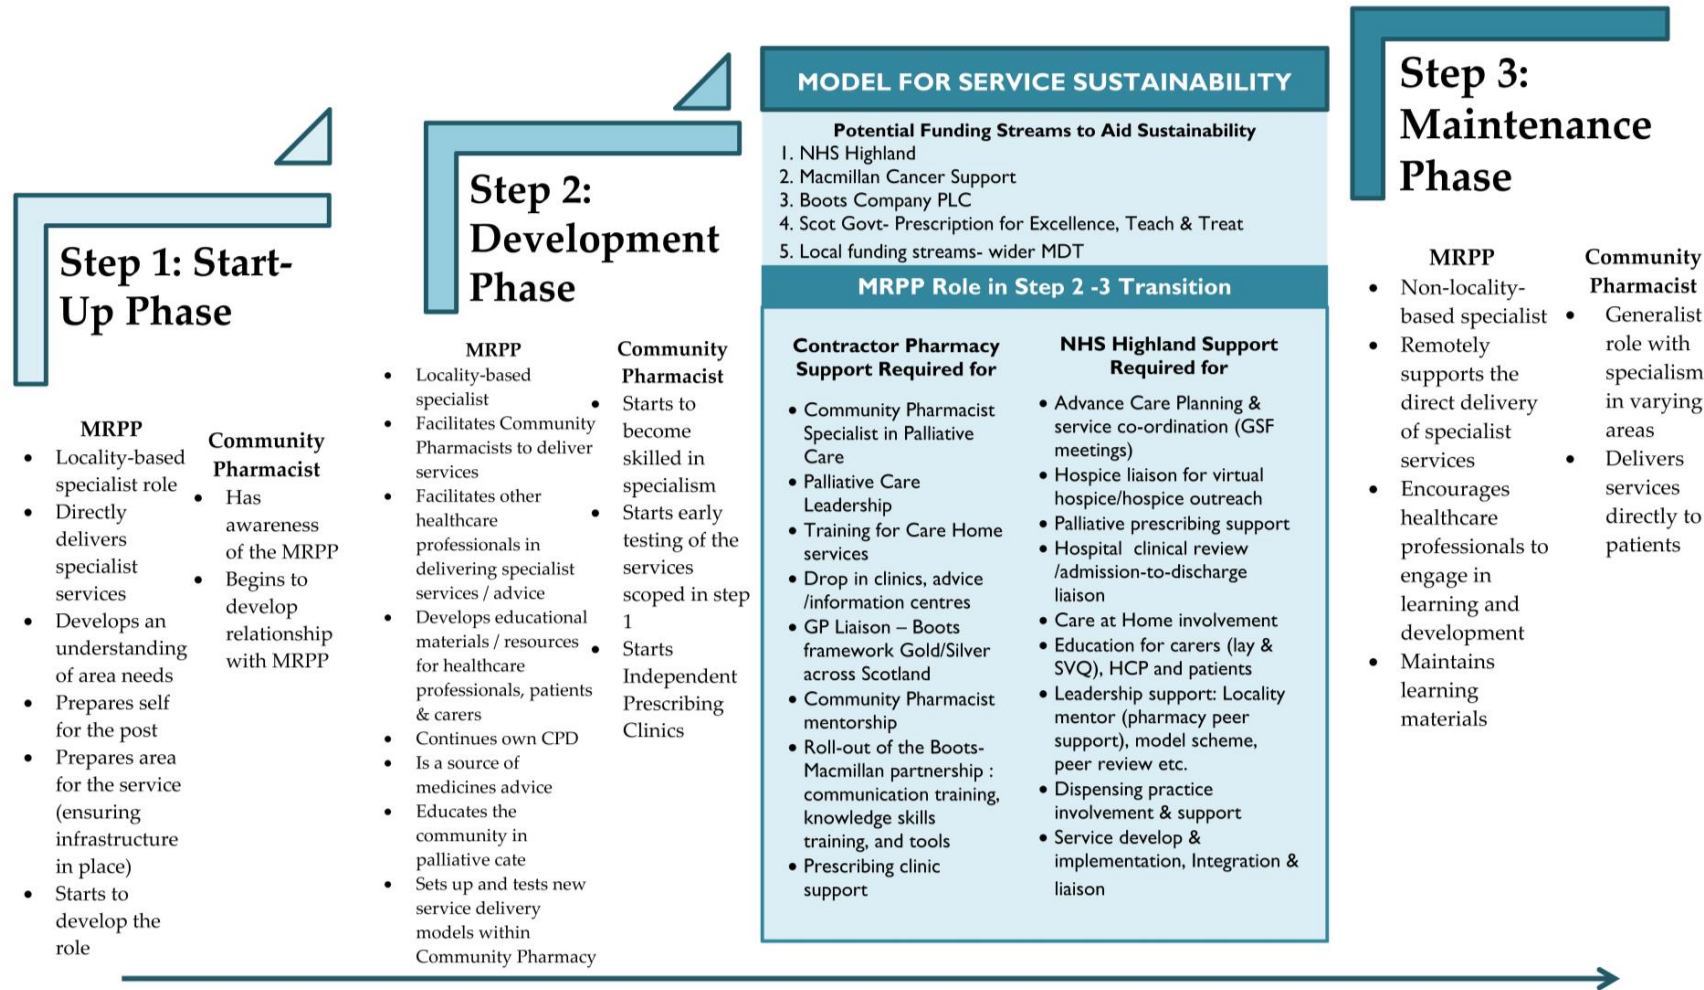 Step 1: Start-
Up Phase
MRPP
• Locality-based
specialist role
• Directly
delivers
specialist
services
• Develops an
understanding
of area needs
• Prepares self
for the post
• Prepares area
for the service
(ensuring
infrastructure
in place)
• Starts to
develop the
role
Community
Pharmacist
• Has
awareness
of the MRPP
• Begins to
develop
relationship
with MRPP
Step 2:
Development
Phase
MRPP
• Locality-based
specialist
• Facilitates Community
Pharmacists to deliver
services
• Facilitates other
healthcare
professionals in
delivering specialist
services / advice
• Develops educational
materials / resources
for healthcare
professionals, patients
& carers
• Continues own CPD
• Is a source of
medicines advice
• Educates the
community in
palliative cate
• Sets up and tests new
service delivery
models within
Community Pharmacy
Community
Pharmacist
• Starts to
become
skilled in
specialism
• Starts early
testing of the
services
scoped in step
1
• Starts
Independent
Prescribing
Clinics
MODEL FOR SERVICE SUSTAINABILITY
Potential Funding Streams to Aid Sustainability
1. NHS Highland
2. Macmillan Cancer Support
3. Boots Company PLC
4. Scot Govt- Prescription for Excellence, Teach & Treat
5. Local funding streams- wider MDT
MRPP Role in Step 2 -3 Transition
Contractor Pharmacy
Support Required for
• Community Pharmacist
Specialist in Palliative
Care
• Palliative Care
Leadership
• Training for Care Home
services
• Drop in clinics, advice
/information centres
• GP Liaison – Boots
framework Gold/Silver
across Scotland
• Community Pharmacist
mentorship
• Roll-out of the Boots-
Macmillan partnership :
communication training,
knowledge skills
training, and tools
• Prescribing clinic
support
NHS Highland Support
Required for
• Advance Care Planning &
service co-ordination (GSF
meetings)
• Hospice liaison for virtual
hospice/hospice outreach
• Palliative prescribing support
• Hospital clinical review
/admission-to-discharge
liaison
• Care at Home involvement
• Education for carers (lay &
SVQ), HCP and patients
• Leadership support: Locality
mentor (pharmacy peer
support), model scheme,
peer review etc.
• Dispensing practice
involvement & support
• Service develop &
implementation, Integration &
liaison
Step 3:
Maintenance
Phase
MRPP
• Non-locality-
based specialist
• Remotely
supports the
direct delivery
of specialist
services
• Encourages
healthcare
professionals to
engage in
learning and
development
• Maintains
learning
materials
Community
Pharmacist
• Generalist
role with
specialism
in varying
areas
• Delivers
services
directly to
patients